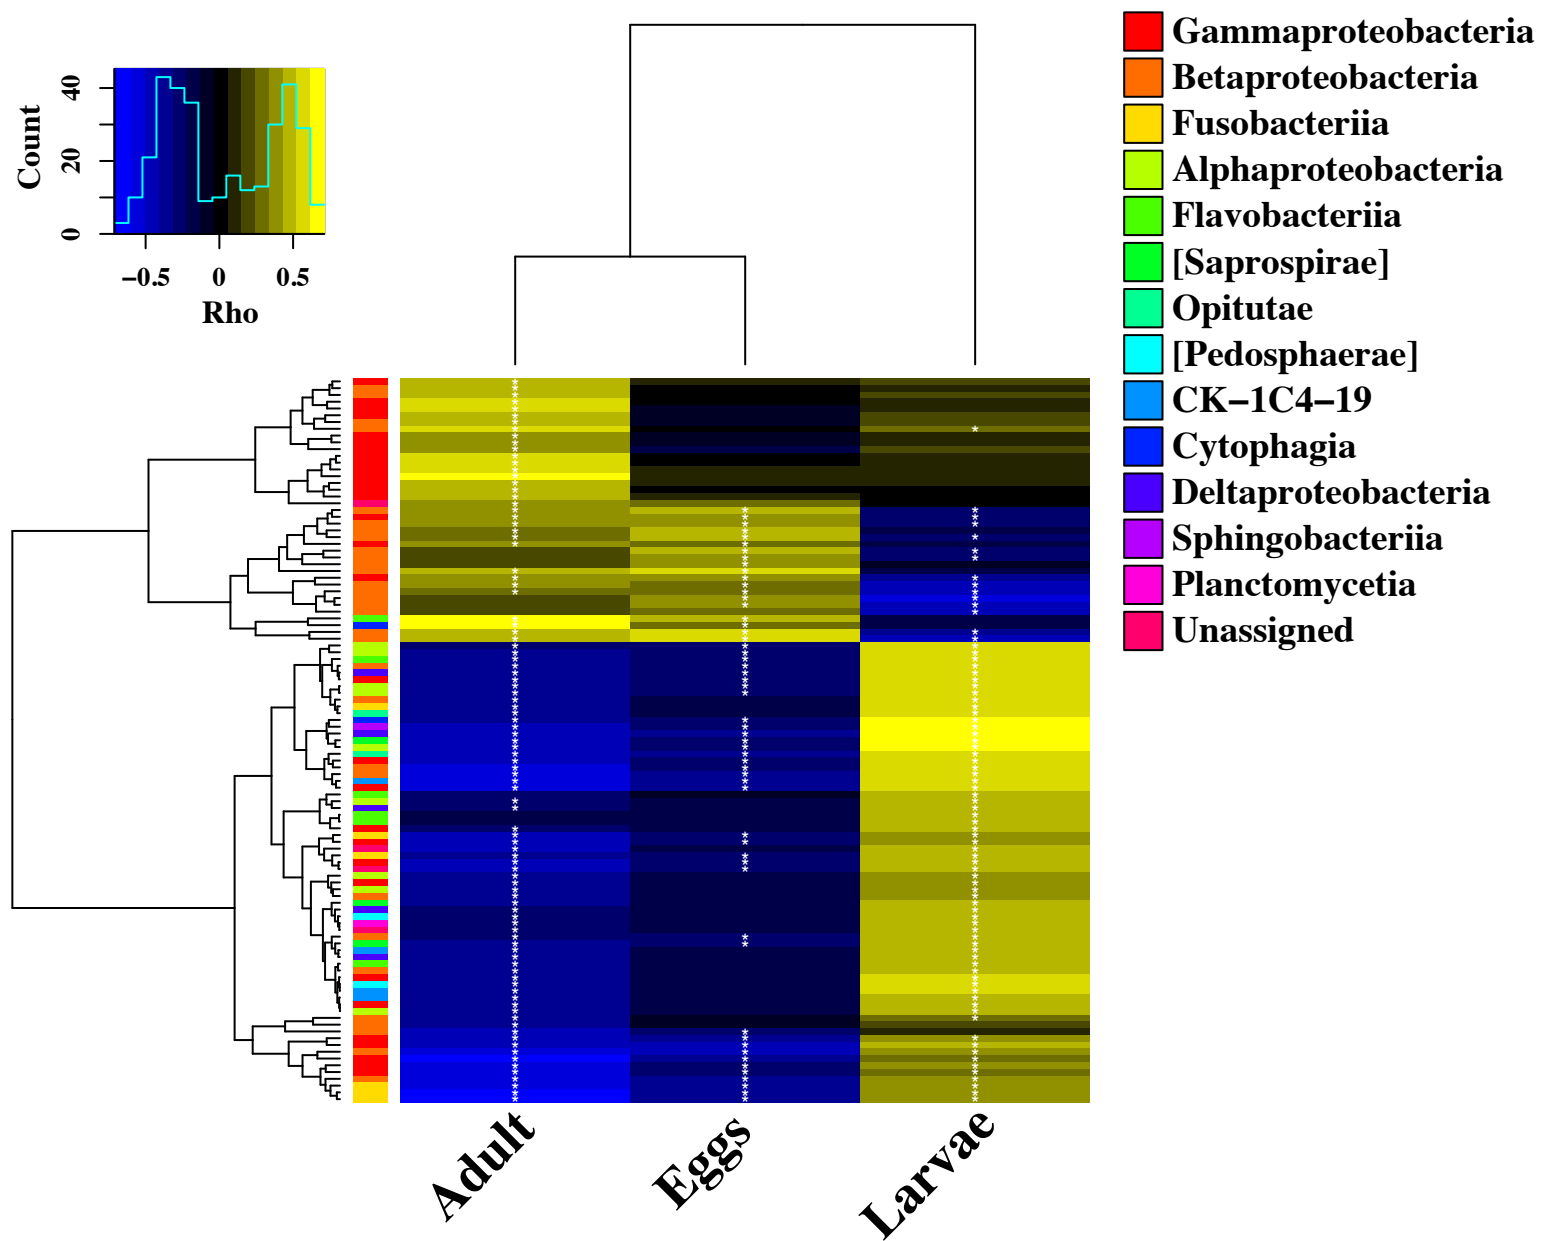 Count
40
20
0
−0.5 0 0.5
Rho
Gammaproteobacteria
Betaproteobacteria
Fusobacteriia
Alphaproteobacteria
Flavobacteriia
[Saprospirae]
Opitutae
[Pedosphaerae]
CK−1C4−19
Cytophagia
Deltaproteobacteria
Sphingobacteriia
Planctomycetia
Unassigned
Adult Eggs Larvae